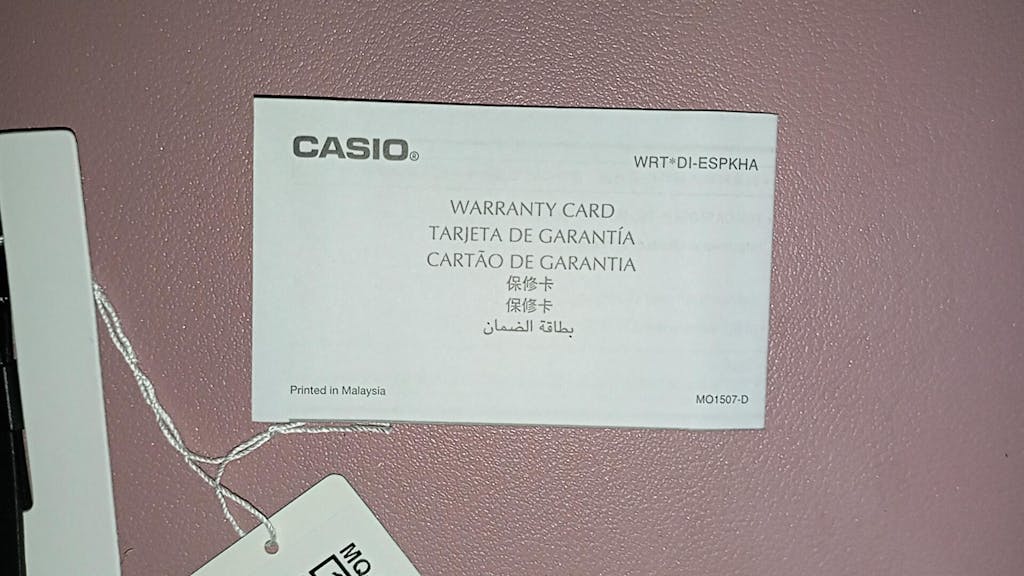 CASIO®
WRT*DI-ESPKHA
WARRANTY CARD
TARJETA DE GARANTÍA
CARTÃO DE GARANTIA
保修卡
保修卡
بطاقة الضمان
Printed in Malaysia
MO1507-D
MQ